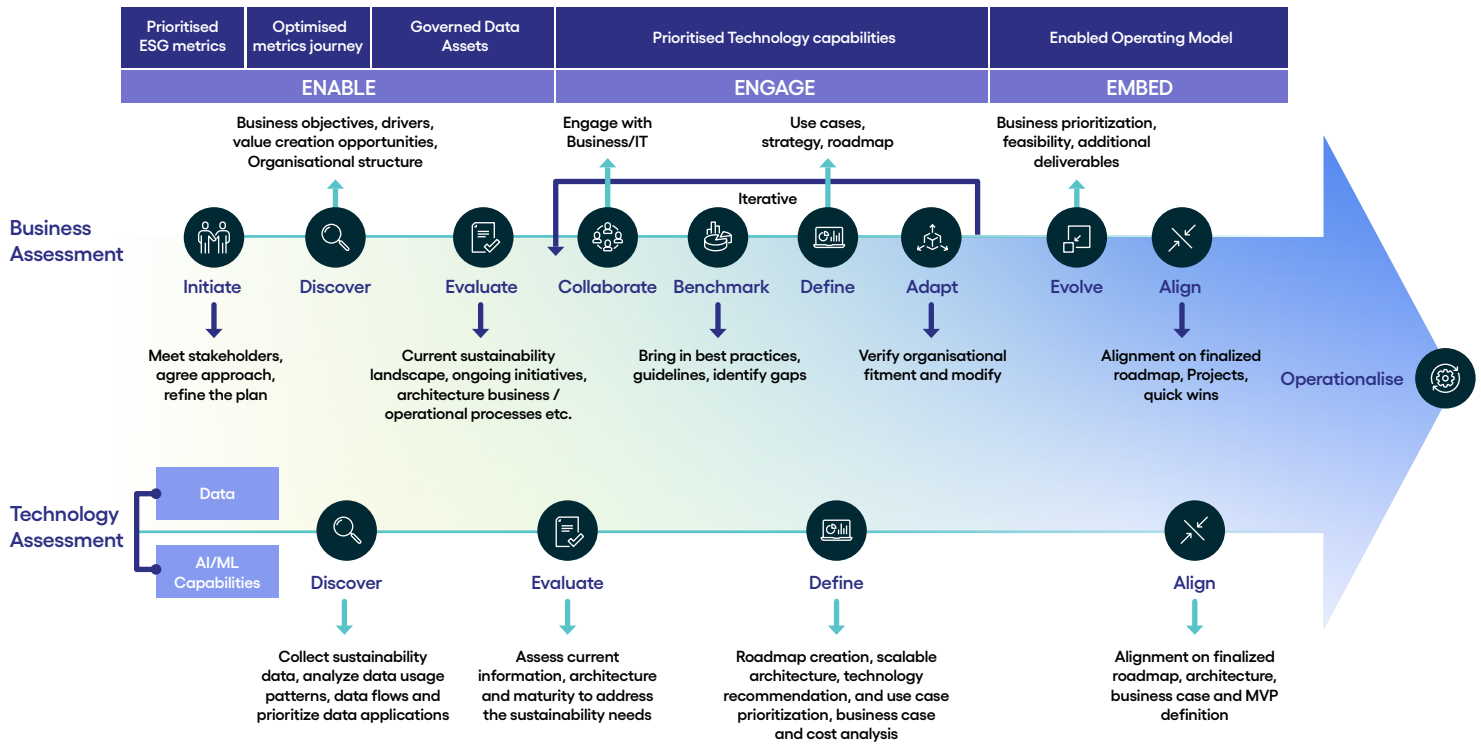 Prioritised
ESG metrics
Optimised
metrics journey
Governed Data
Assets
Prioritised Technology capabilities
Enabled Operating Model
ENABLE
ENGAGE
EMBED
Business objectives, drivers,
value creation opportunities,
Organisational structure
Engage with
Business/IT
Use cases,
strategy, roadmap
Business prioritization,
feasibility, additional
deliverables
Iterative
Business
Assessment
Initiate
Discover
Evaluate
Collaborate
Benchmark
Define
Adapt
Evolve
Align
Meet stakeholders,
agree approach,
refine the plan
Current sustainability
landscape, ongoing initiatives,
architecture business /
operational processes etc.
Bring in best practices,
guidelines, identify gaps
Verify organisational
fitment and modify
Alignment on finalized
roadmap, Projects,
quick wins
Operationalise
Technology
Assessment
Data
AI/ML
Capabilities
Discover
Evaluate
Define
Align
Collect sustainability
data, analyze data usage
patterns, data flows and
prioritize data applications
Assess current
information, architecture
and maturity to address
the sustainability needs
Roadmap creation, scalable
architecture, technology
recommendation, and use case
prioritization, business case
and cost analysis
Alignment on finalized
roadmap, architecture,
business case and MVP
definition